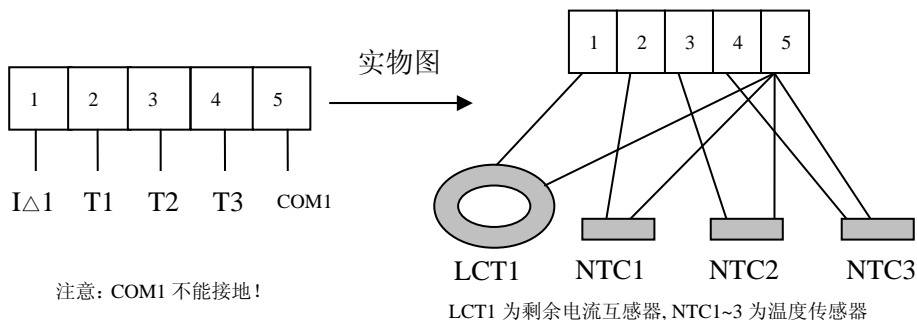 1 2 3 4 5
I△1 T1 T2 T3 COM1
注意: COM1 不能接地!
实物图
1 2 3 4 5
LCT1 NTC1 NTC2 NTC3
LCT1 为剩余电流互感器, NTC1~3 为温度传感器